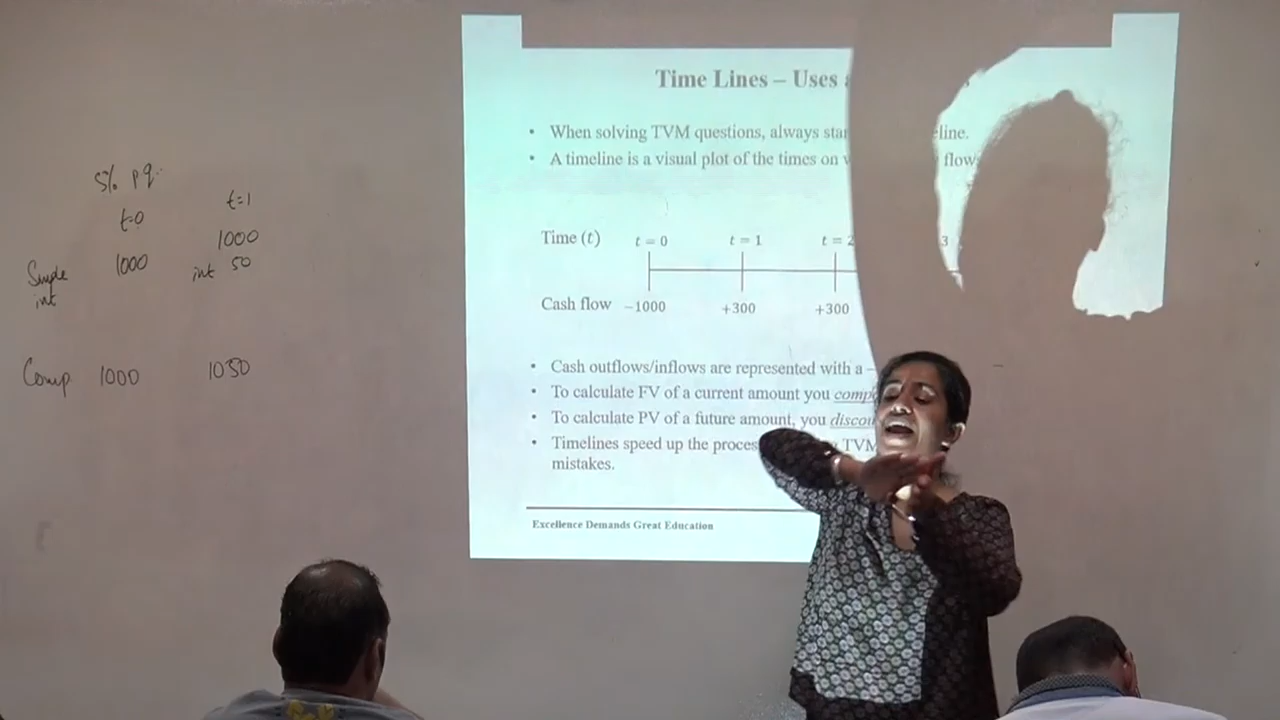 5% pq.
t=0 t=1
1000
Simple 1000 int 50
int
Comp 1000 1050
Time Lines – Uses
• When solving TVM questions, always line.
• A timeline is a visual plot of the times on flow
Time (t) t = 0 t = 1 t = 2 3
Cash flow −1000 +300 +300
• Cash outflows/inflows are represented with a –
• To calculate FV of a current amount you
• To calculate PV of a future amount, you
• Timelines speed up the TVM
mistakes.
Excellence Demands Great Education